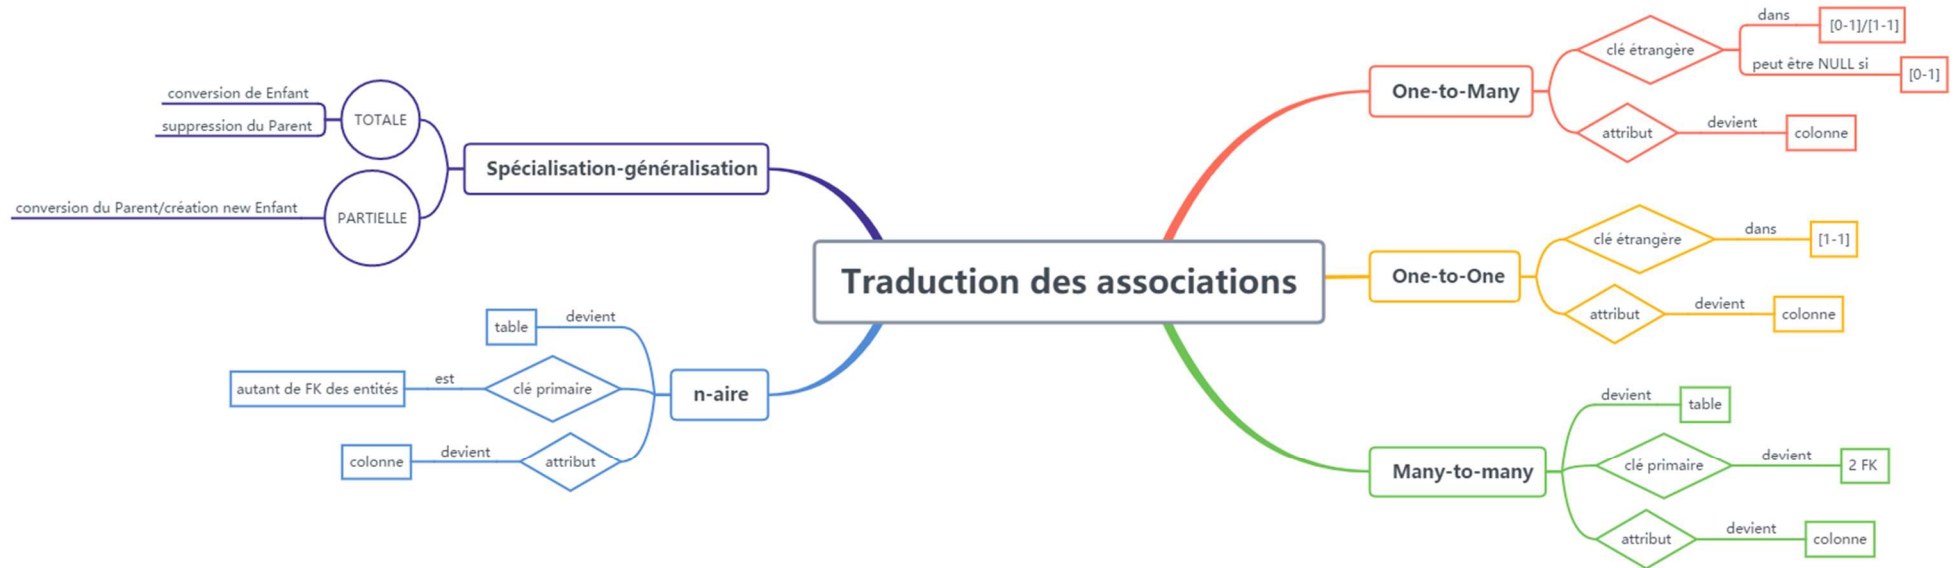 Traduction des associations
One-to-Many
clé étrangère
dans
[0-1]/[1-1]
peut être NULL si
[0-1]
attribut
devient
colonne
One-to-One
clé étrangère
dans
[1-1]
attribut
devient
colonne
Many-to-many
devient
table
clé primaire
devient
2 FK
attribut
devient
colonne
Spécialisation-généralisation
TOTALE
conversion de Enfant
suppression du Parent
PARTIELLE
conversion du Parent/création new Enfant
n-aire
devient
table
clé primaire
est
autant de FK des entités
attribut
devient
colonne